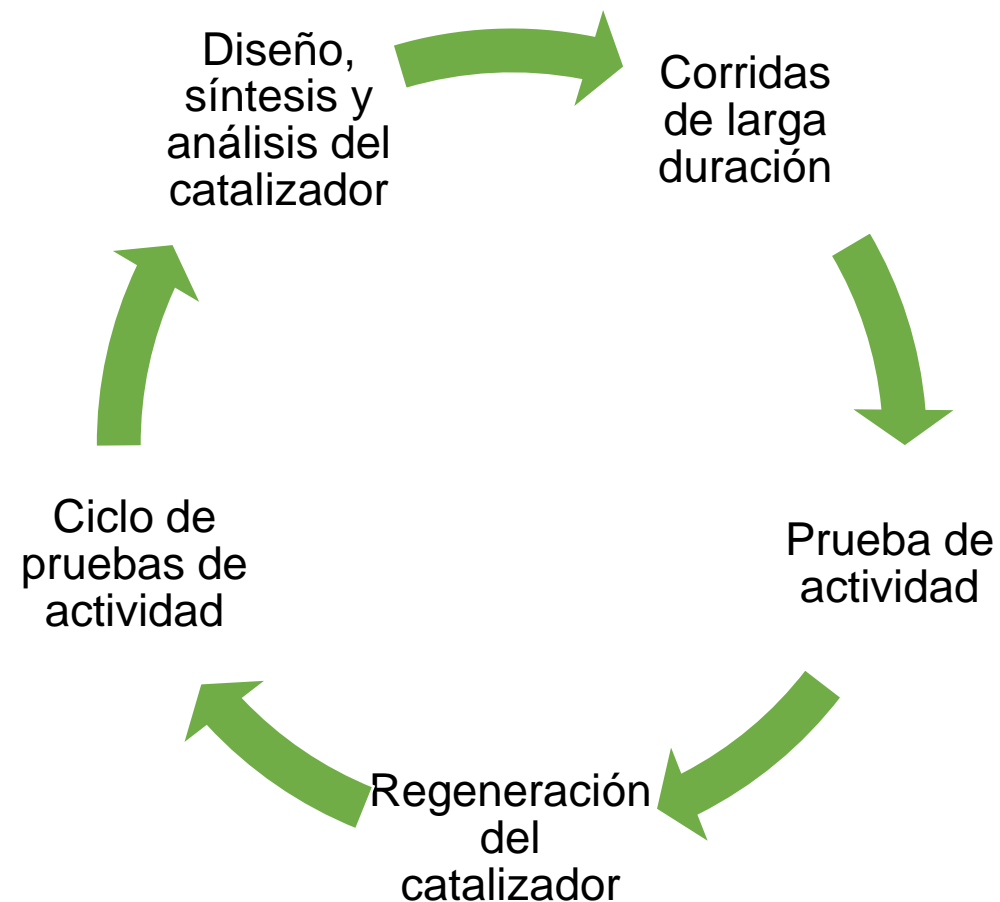 Diseño,
síntesis y
análisis del
catalizador
Corridas
de larga
duración
Prueba de
actividad
Regeneración
del
catalizador
Ciclo de
pruebas de
actividad